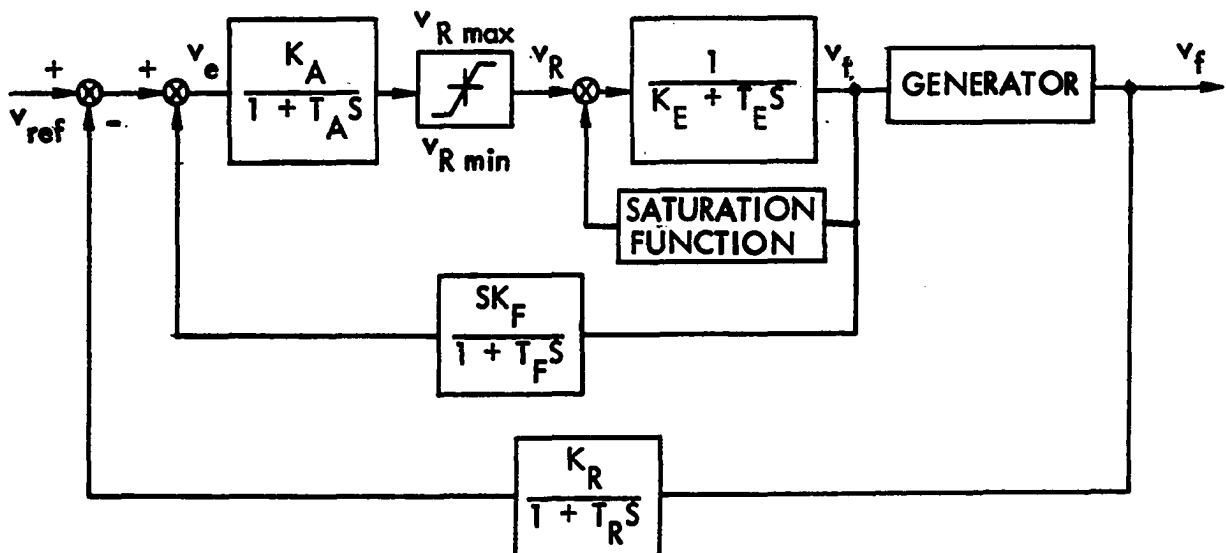 v_R max
+ + v_e K_A v_R 1 v_f v_f
1 + T_A S K_E + T_E S GENERATOR
v_ref - v_R min
SATURATION
FUNCTION
SK_F
1 + T_F S
K_R
1 + T_R S